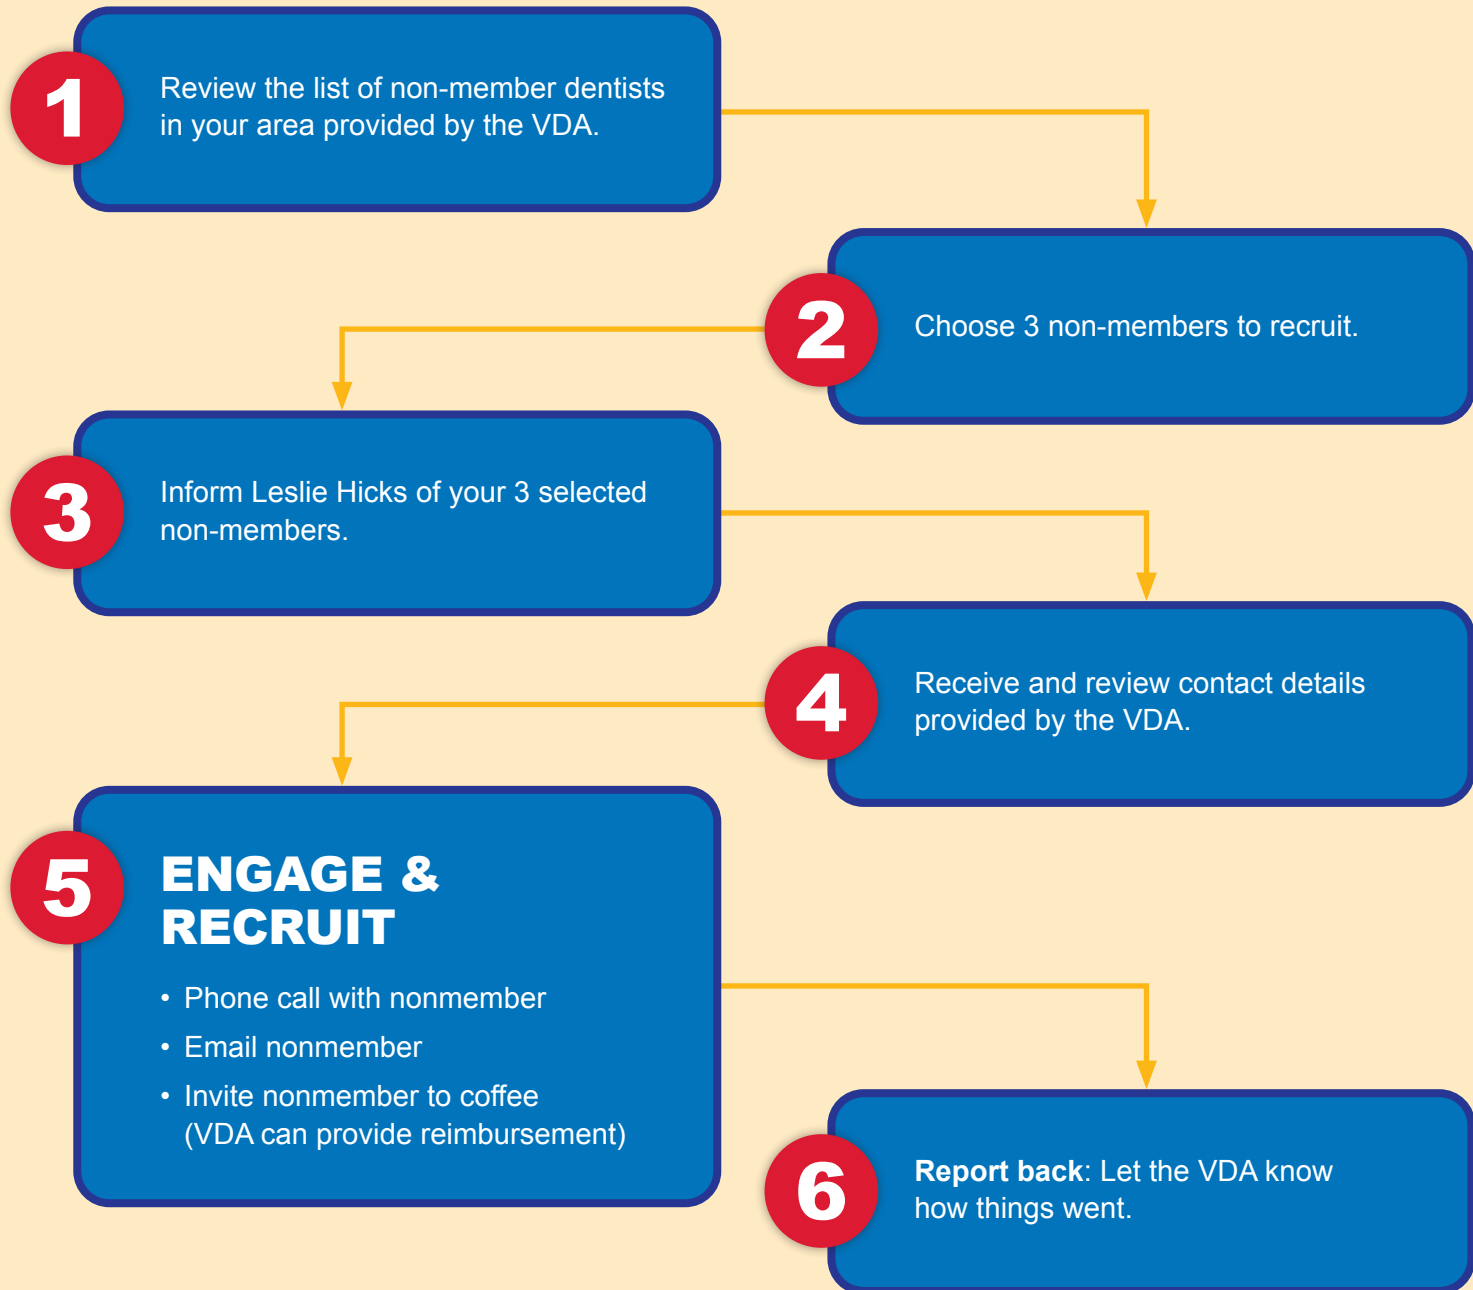 1
Review the list of non-member dentists
in your area provided by the VDA.
2
Choose 3 non-members to recruit.
3
Inform Leslie Hicks of your 3 selected
non-members.
4
Receive and review contact details
provided by the VDA.
5
ENGAGE &
RECRUIT
• Phone call with nonmember
• Email nonmember
• Invite nonmember to coffee
(VDA can provide reimbursement)
6
Report back: Let the VDA know
how things went.